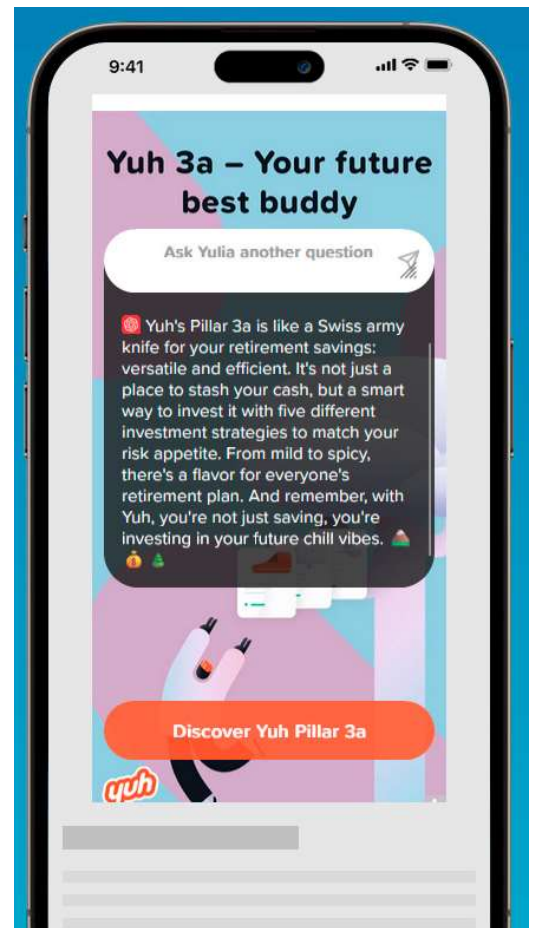 9:41
Yuh 3a – Your future
best buddy
Ask Yulia another question
Yuh's Pillar 3a is like a Swiss army
knife for your retirement savings:
versatile and efficient. It's not just a
place to stash your cash, but a smart
way to invest it with five different
investment strategies to match your
risk appetite. From mild to spicy,
there's a flavor for everyone's
retirement plan. And remember, with
Yuh, you're not just saving, you're
investing in your future chill vibes. 🏔️
💰 🌲
Discover Yuh Pillar 3a
yuh